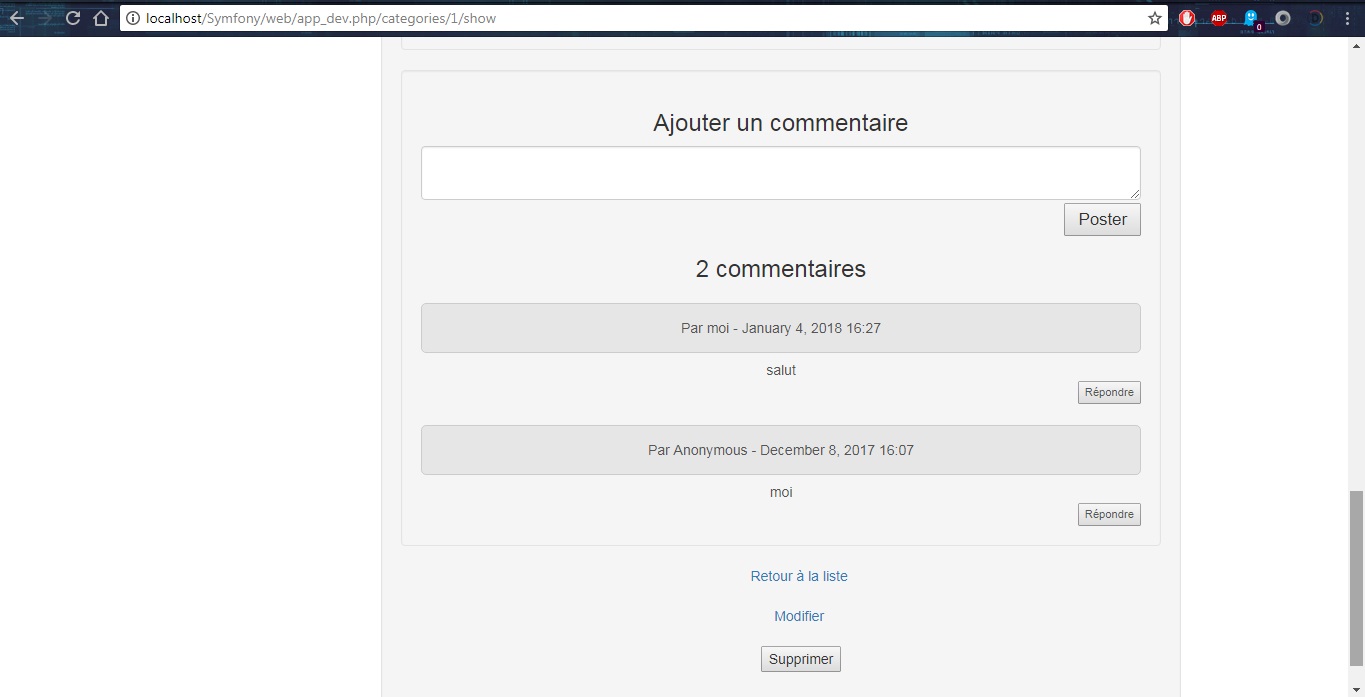 localhost/Symfony/web/app_dev.php/categories/1/show
ABP
0
Ajouter un commentaire
Poster
2 commentaires
Par moi - January 4, 2018 16:27
salut
Répondre
Par Anonymous - December 8, 2017 16:07
moi
Répondre
Retour à la liste
Modifier
Supprimer